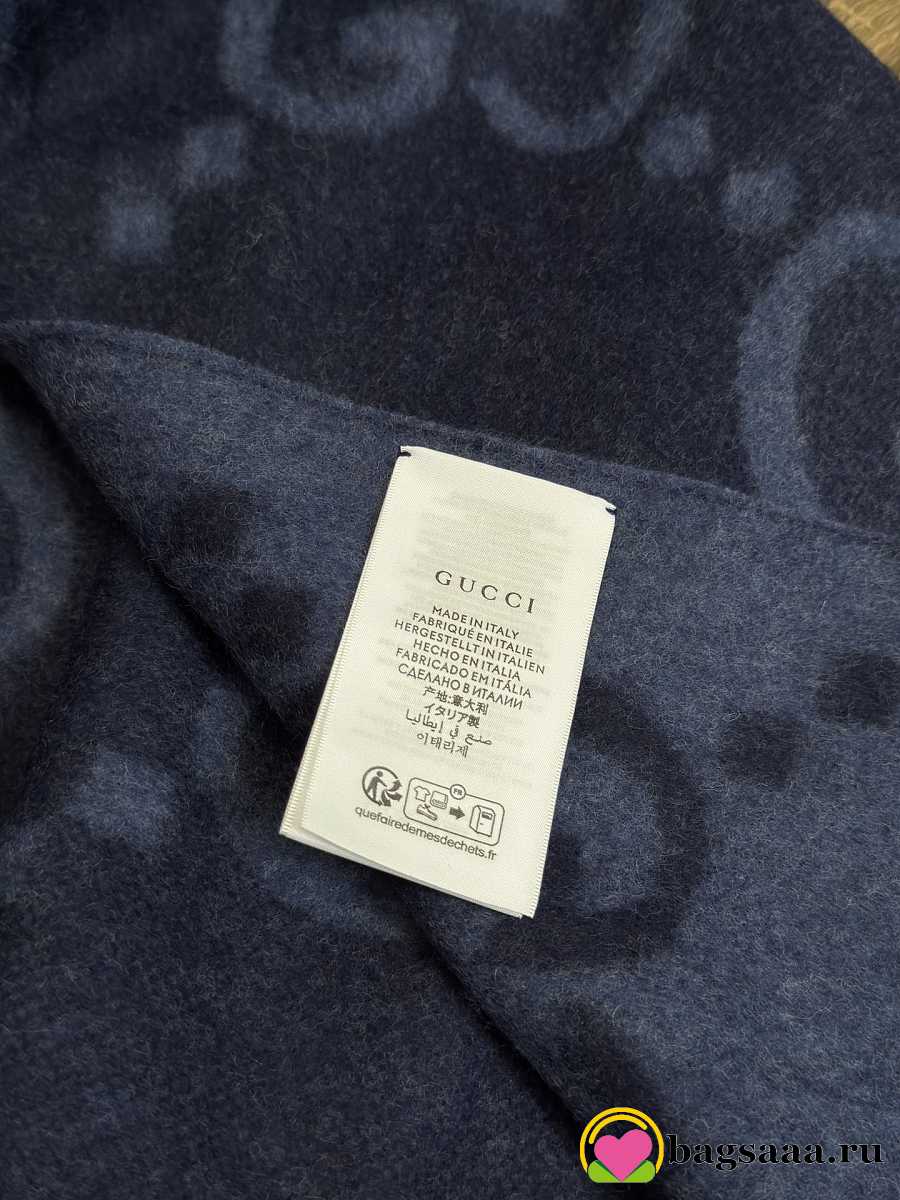 GUCCI
MADE IN ITALY
FABRIQUÉ EN ITALIE
HERGESTELLT IN ITALIEN
HECHO EN ITALIA
FABRICADO EM ITÁLIA
СДЕЛАНО В ИТАЛИИ
产地:意大利
イタリア製
صنع في إيطاليا
이태리제
FR
quefairedemesdechets.fr
bagsaaa.ru